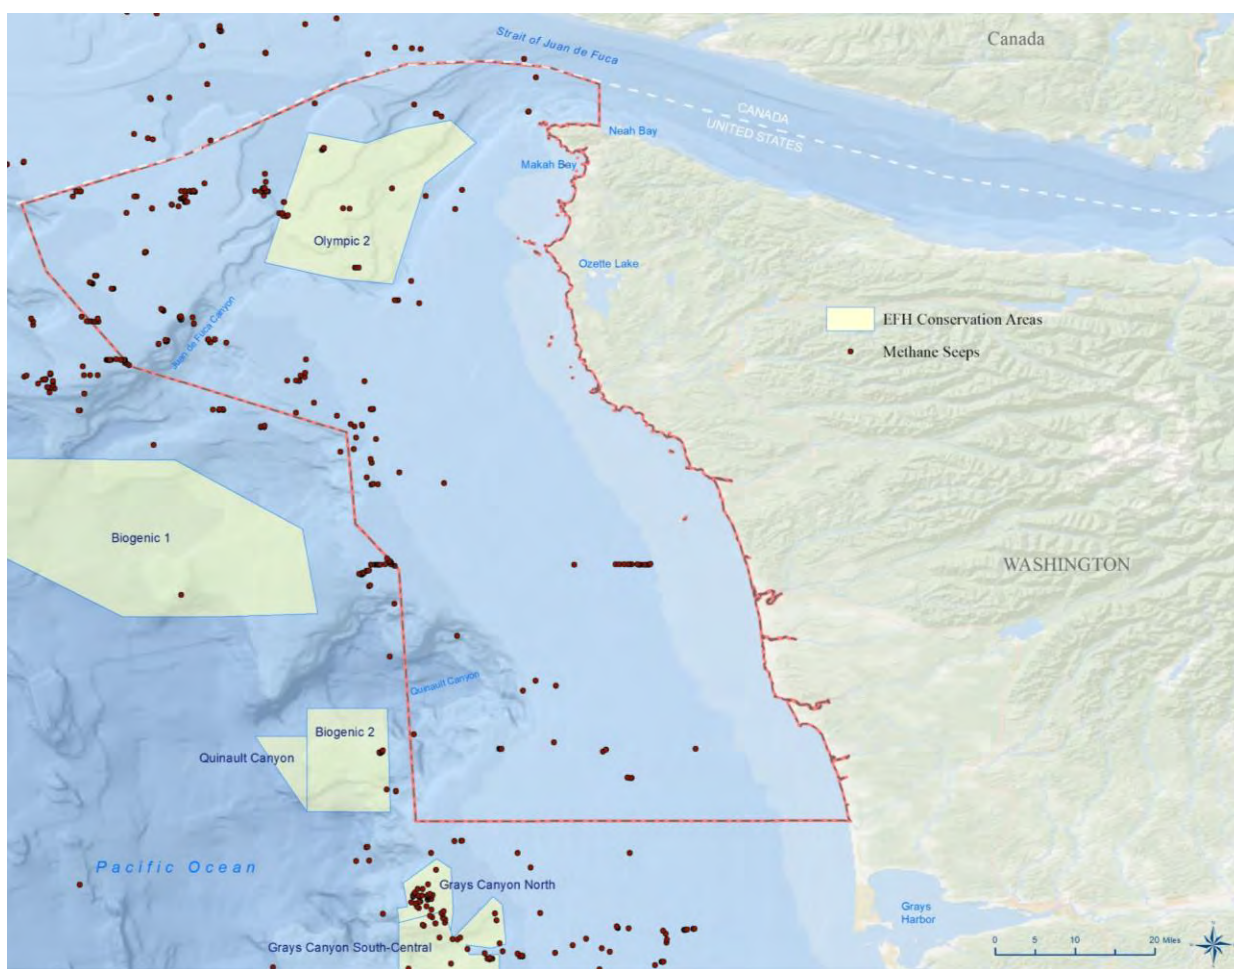 Strait of Juan de Fuca
Canada
CANADA
UNITED STATES
Neah Bay
Makah Bay
Olympic 2
Ozette Lake
Juan de Fuca Canyon
EFH Conservation Areas
Methane Seeps
Biogenic 1
WASHINGTON
Quinault Canyon
Biogenic 2
Quinault Canyon
Pacific Ocean
Grays Canyon North
Grays
Harbor
Grays Canyon South-Central
0 5 10 20 Miles